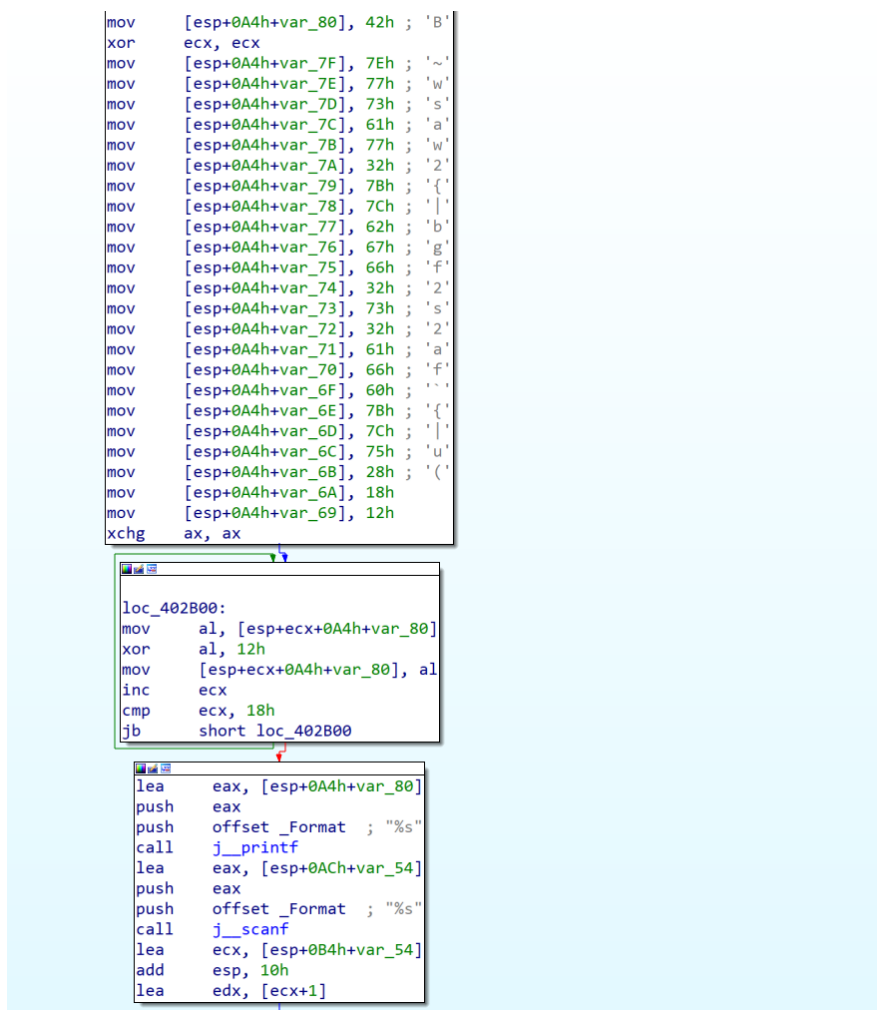 mov [esp+0A4h+var_80], 42h ; 'B'
xor ecx, ecx
mov [esp+0A4h+var_7F], 7Eh ; '~'
mov [esp+0A4h+var_7E], 77h ; 'w'
mov [esp+0A4h+var_7D], 73h ; 's'
mov [esp+0A4h+var_7C], 61h ; 'a'
mov [esp+0A4h+var_7B], 77h ; 'w'
mov [esp+0A4h+var_7A], 32h ; '2'
mov [esp+0A4h+var_79], 7Bh ; '{'
mov [esp+0A4h+var_78], 7Ch ; '|'
mov [esp+0A4h+var_77], 62h ; 'b'
mov [esp+0A4h+var_76], 67h ; 'g'
mov [esp+0A4h+var_75], 66h ; 'f'
mov [esp+0A4h+var_74], 32h ; '2'
mov [esp+0A4h+var_73], 73h ; 's'
mov [esp+0A4h+var_72], 32h ; '2'
mov [esp+0A4h+var_71], 61h ; 'a'
mov [esp+0A4h+var_70], 66h ; 'f'
mov [esp+0A4h+var_6F], 60h ; '`'
mov [esp+0A4h+var_6E], 7Bh ; '{'
mov [esp+0A4h+var_6D], 7Ch ; '|'
mov [esp+0A4h+var_6C], 75h ; 'u'
mov [esp+0A4h+var_6B], 28h ; '('
mov [esp+0A4h+var_6A], 18h
mov [esp+0A4h+var_69], 12h
xchg ax, ax
loc_402B00:
mov al, [esp+ecx+0A4h+var_80]
xor al, 12h
mov [esp+ecx+0A4h+var_80], al
inc ecx
cmp ecx, 18h
jb short loc_402B00
lea eax, [esp+0A4h+var_80]
push eax
push offset _Format ; "%s"
call j__printf
lea eax, [esp+0ACh+var_54]
push eax
push offset _Format ; "%s"
call j__scanf
lea ecx, [esp+0B4h+var_54]
add esp, 10h
lea edx, [ecx+1]